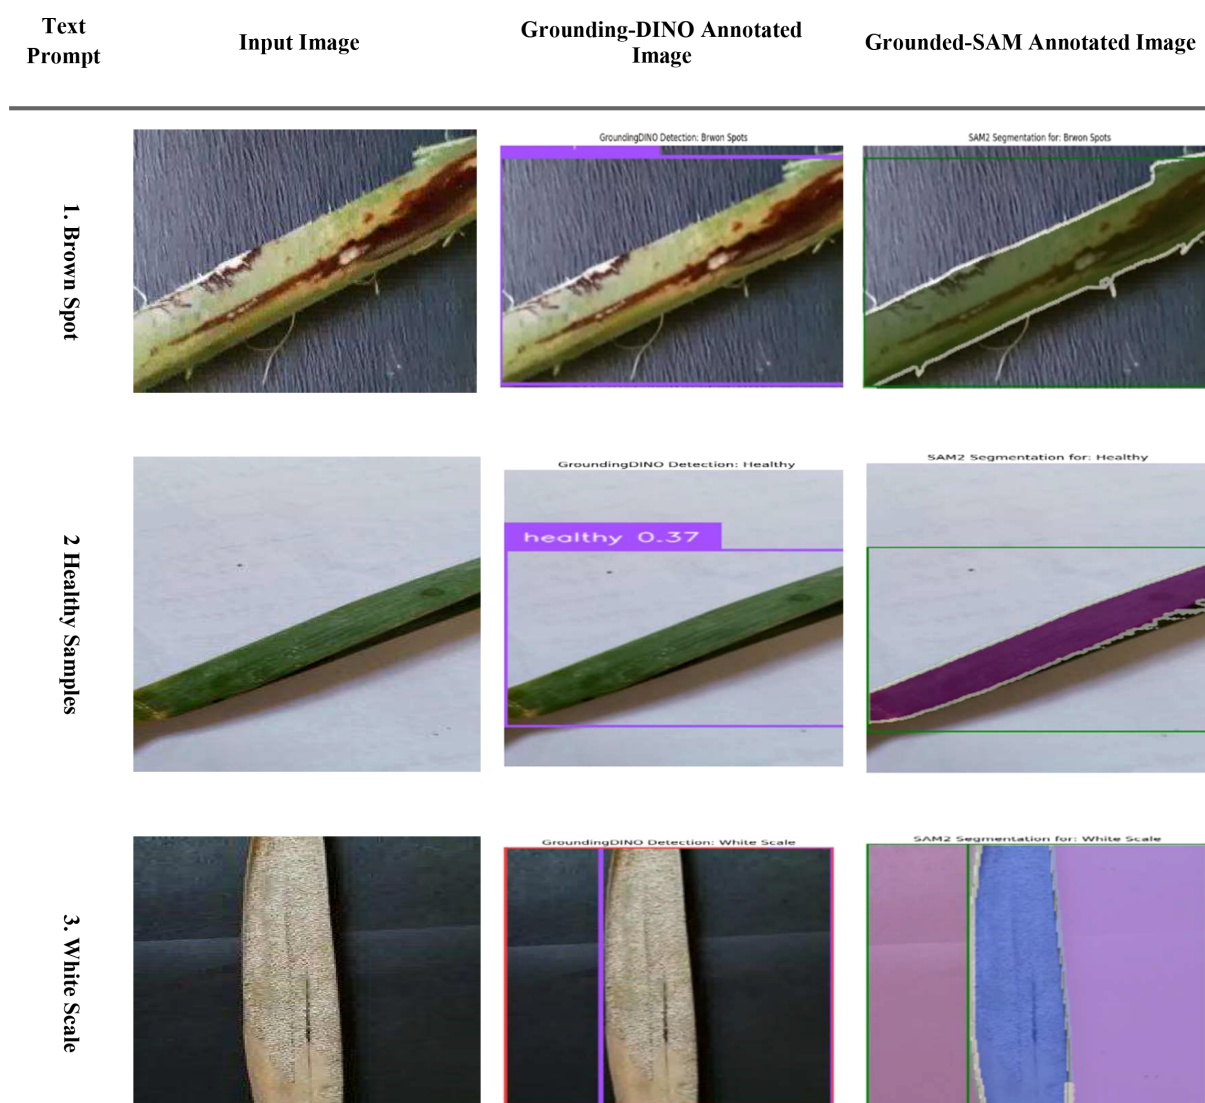 Text
Prompt
Input Image
Grounding-DINO Annotated
Image
Grounded-SAM Annotated Image
1. Brown Spot
GroundingDINO Detection: Brwon Spots
SAM2 Segmentation for: Brwon Spots
2 Healthy Samples
GroundingDINO Detection: Healthy
healthy 0.37
SAM2 Segmentation for: Healthy
3. White Scale
GroundingDINO Detection: White Scale
SAM2 Segmentation for: White Scale